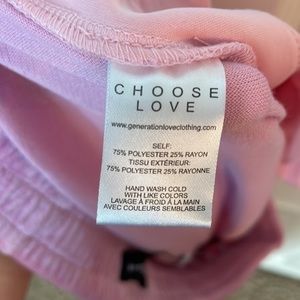 CHOOSE
LOVE
www.generationloveclothing.com
SELF:
75% POLYESTER 25% RAYON
TISSU EXTÉRIEUR:
75% POLYESTER 25% RAYONNE
HAND WASH COLD
WITH LIKE COLORS
LAVAGE À FROID À LA MAIN
AVEC COULEURS SEMBLABLES